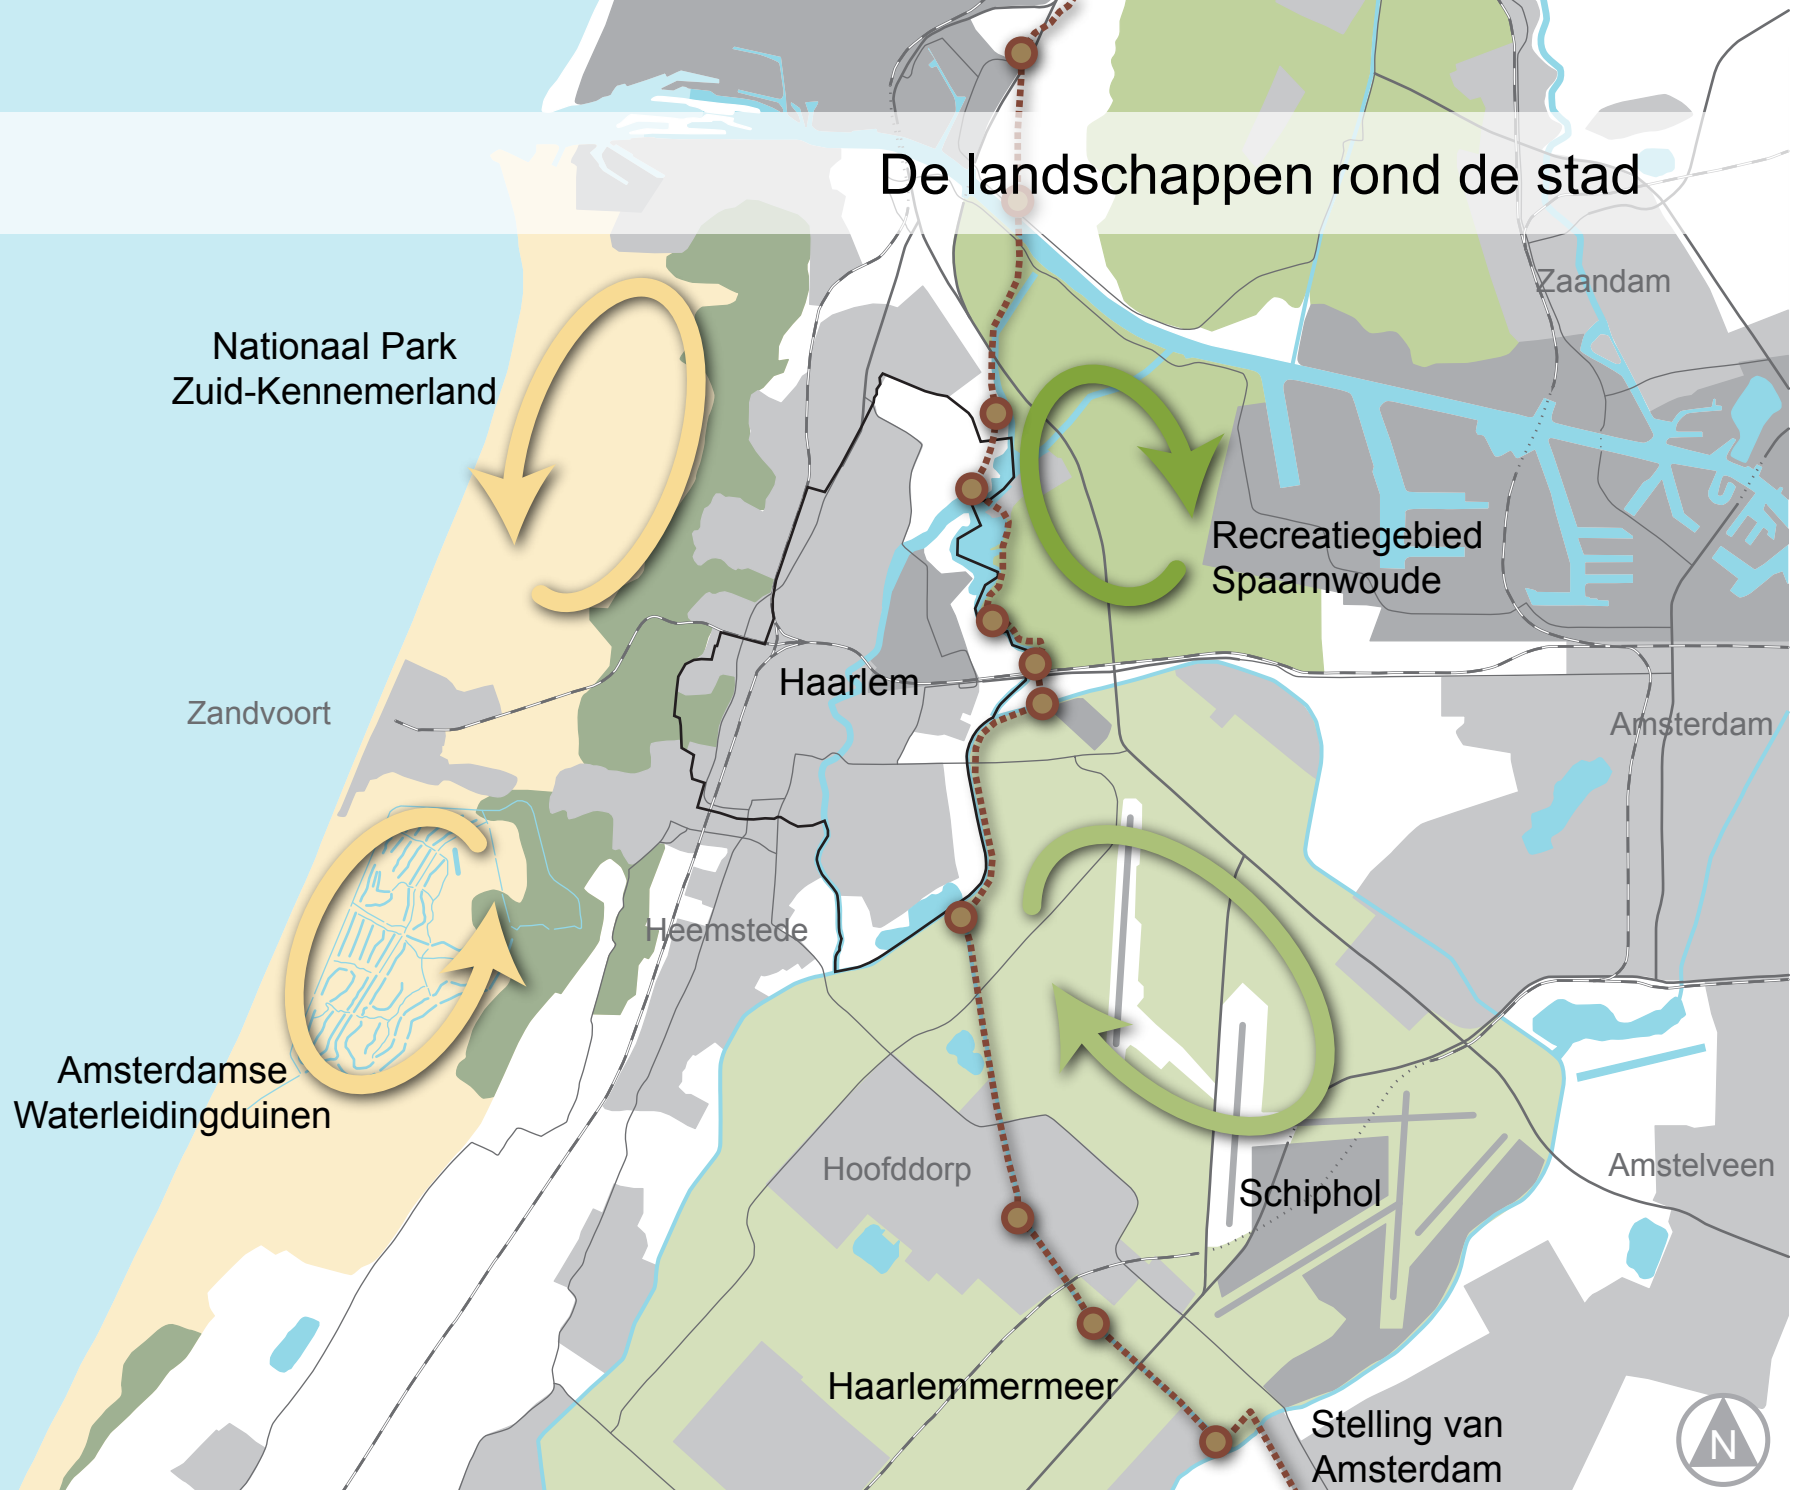 De landschappen rond de stad
Zaandam
Nationaal Park
Zuid-Kennemerland
Recreatiegebied
Spaarnwoude
Haarlem
Zandvoort
Amsterdam
Heemstede
Amsterdamse
Waterleidingduinen
Hoofddorp
Schiphol
Amstelveen
Haarlemmermeer
Stelling van
Amsterdam
N